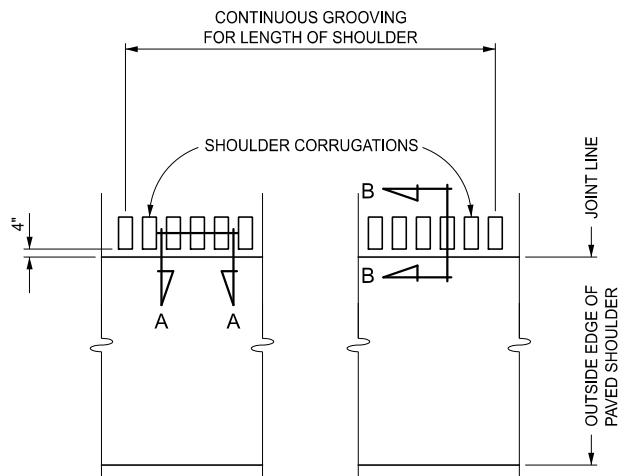 CONTINUOUS GROOVING
FOR LENGTH OF SHOULDER
SHOULDER CORRUGATIONS
B
4"
JOINT LINE
B
A A
OUTSIDE EDGE OF
PAVED SHOULDER